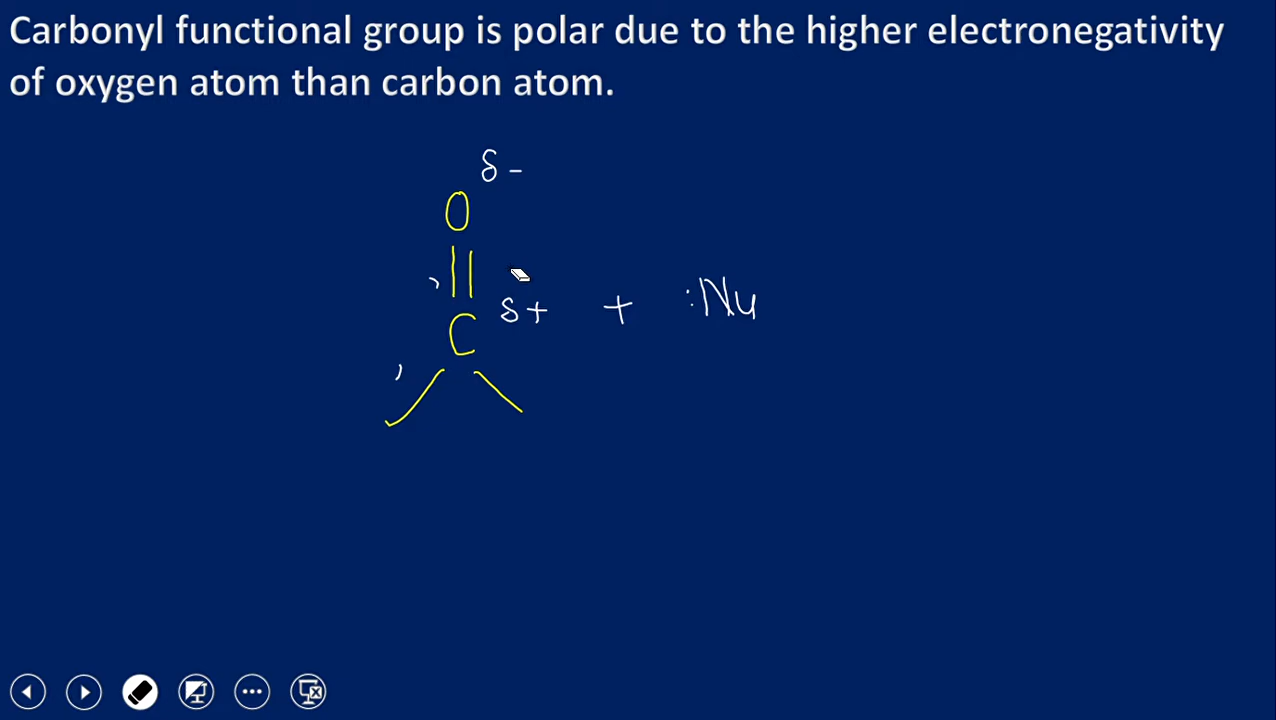 Carbonyl functional group is polar due to the higher electronegativity
of oxygen atom than carbon atom.
δ -
O
δ + + :Nu
C